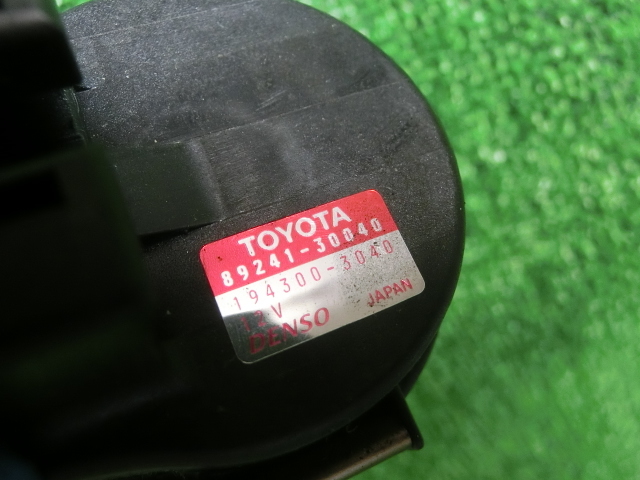 TOYOTA
89241-30040
194300-3040
12V
DENSO JAPAN